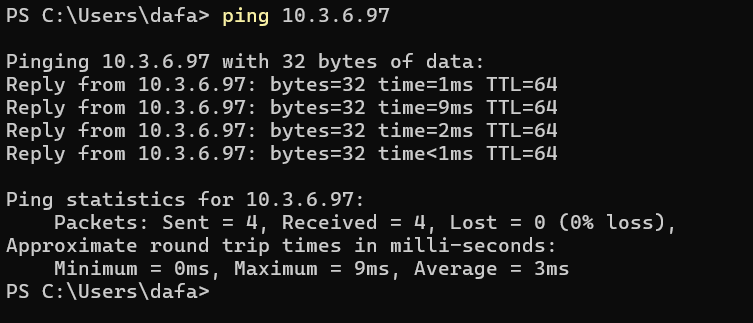 PS C:\Users\dafa> ping 10.3.6.97
Pinging 10.3.6.97 with 32 bytes of data:
Reply from 10.3.6.97: bytes=32 time=1ms TTL=64
Reply from 10.3.6.97: bytes=32 time=9ms TTL=64
Reply from 10.3.6.97: bytes=32 time=2ms TTL=64
Reply from 10.3.6.97: bytes=32 time<1ms TTL=64
Ping statistics for 10.3.6.97:
    Packets: Sent = 4, Received = 4, Lost = 0 (0% loss),
Approximate round trip times in milli-seconds:
    Minimum = 0ms, Maximum = 9ms, Average = 3ms
PS C:\Users\dafa>